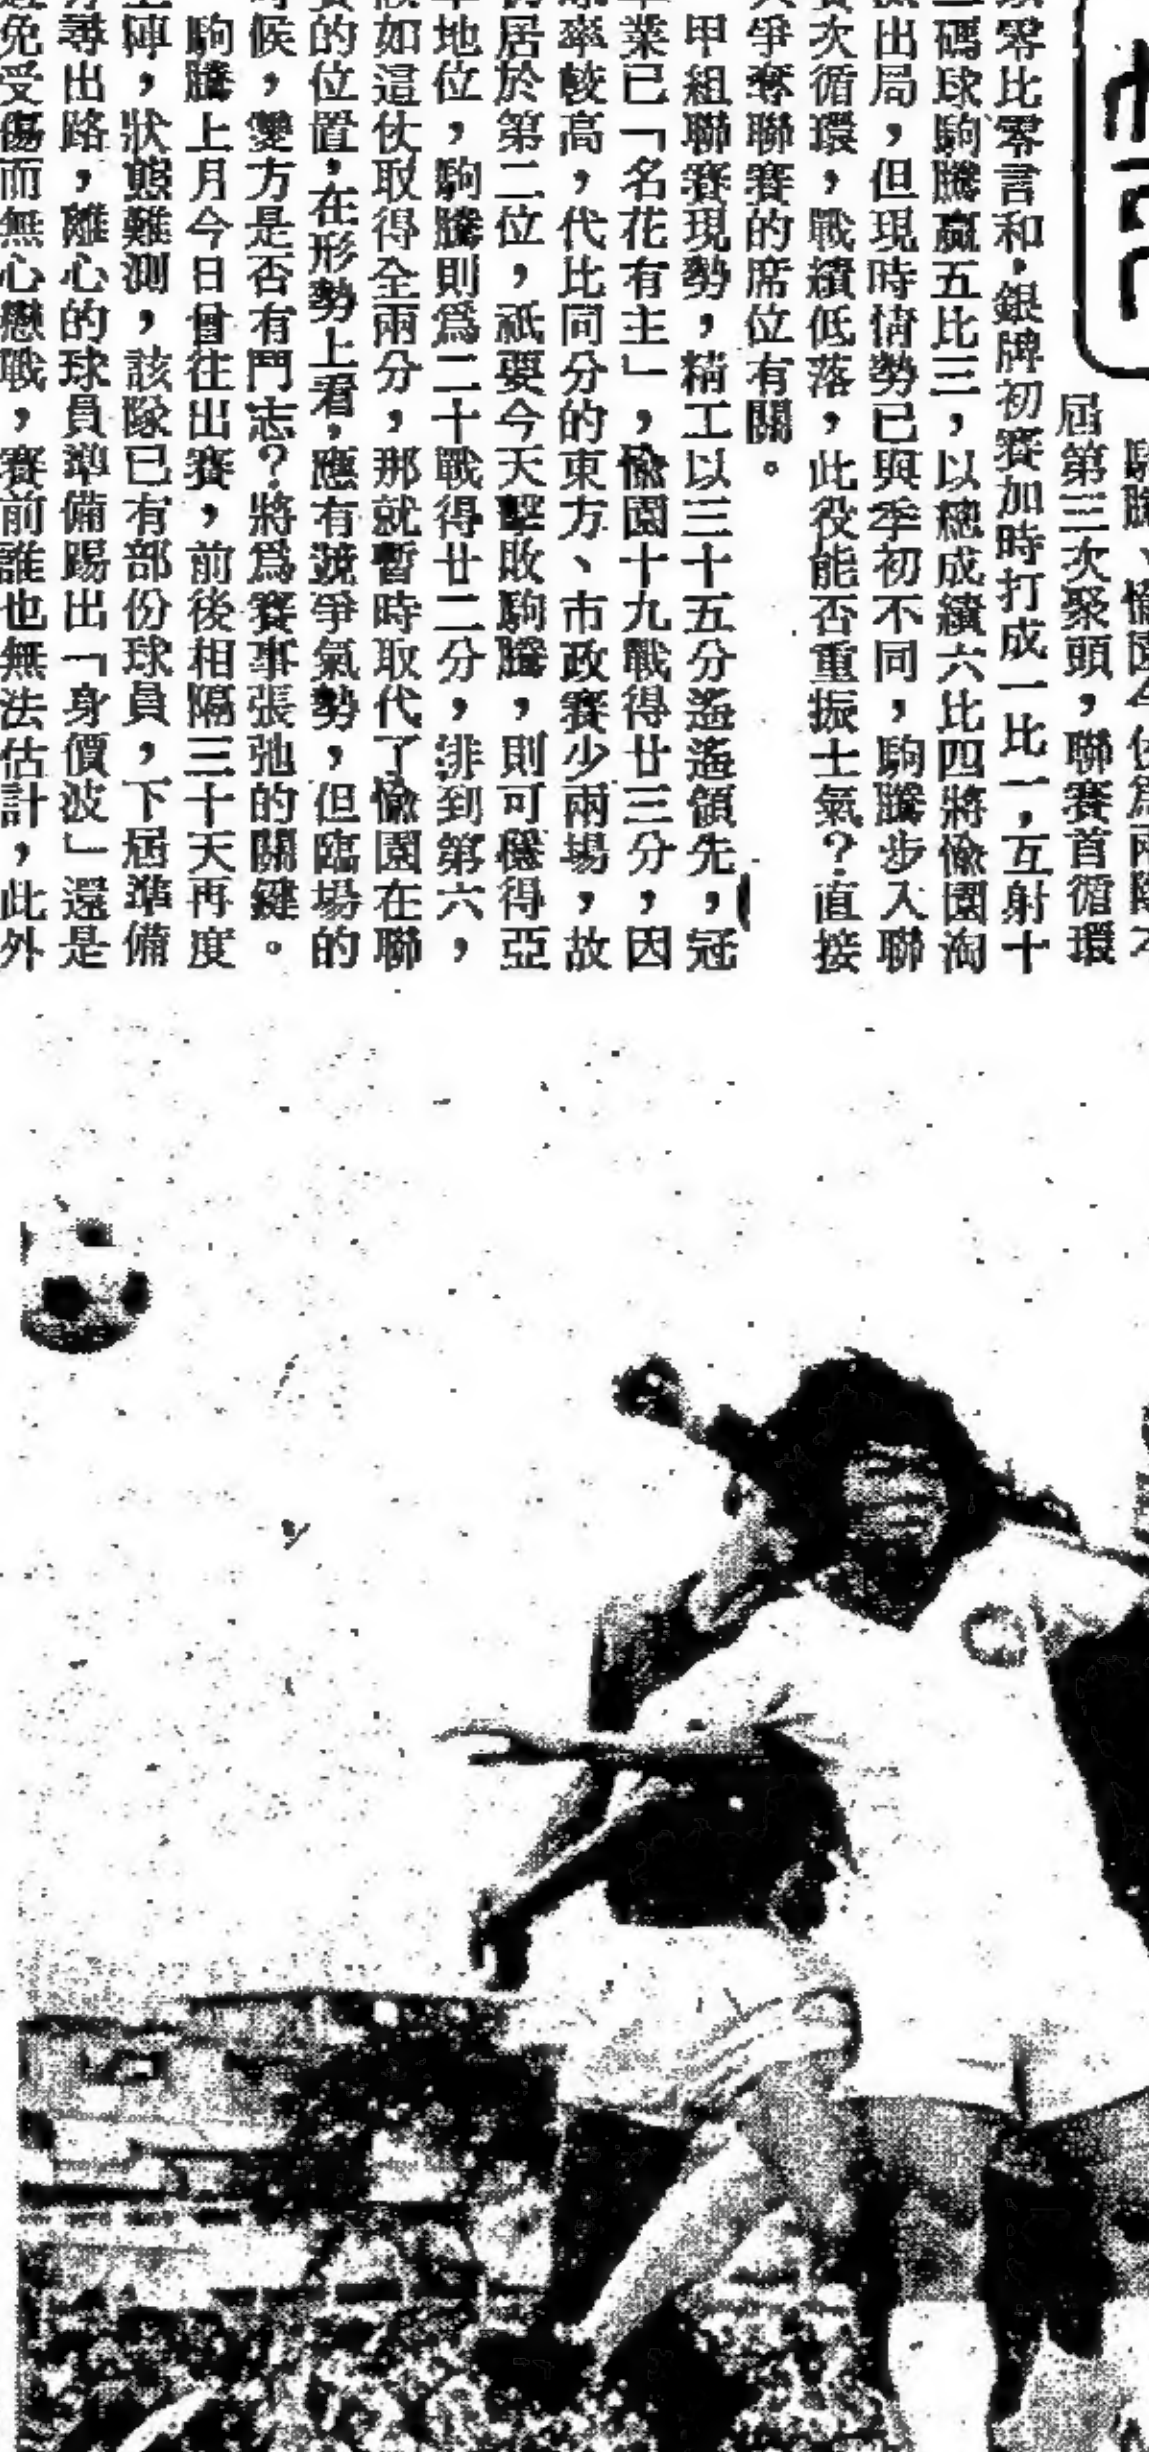 騰、愉園今仗爲兩隊本
屆第三次聚頭，聯賽首循環
零比零言和，銀牌初賽加時打成一比一，互射十
二碼球駒騰贏五比三，以總成績六比四將愉園淘
出局，但現時情勢已與季初不同，駒騰步入聯
次循環，戰績低落，此役能否重振士氣？直接
爭奪聯賽的席位有關。
甲組聯賽現勢，精工以三十五分遙遙領先，冠
業已「名花有主」，愉園十九戰得廿三分，因
率較高，代比同分的東方、市政賽少兩場，故
居於第二位，祇要今天擊敗駒騰，則可穩得亞
地位，駒騰則爲二十戰得廿二分，排到第六，
如這仗取得全兩分，那就暫時取代了愉園在聯
的位置，在形勢上看，應有競爭氣勢，但臨場的
候，雙方是否有鬥志？將爲賽事張弛的關鍵。
駒騰上月今日曾往出賽，前後相隔三十天再度
陣，狀態難測，該隊已有部份球員，下屆準備
尋出路，離心的球員準備踢出「身價波」還是
免受傷而無心戀戰，賽前誰也無法估計，此外